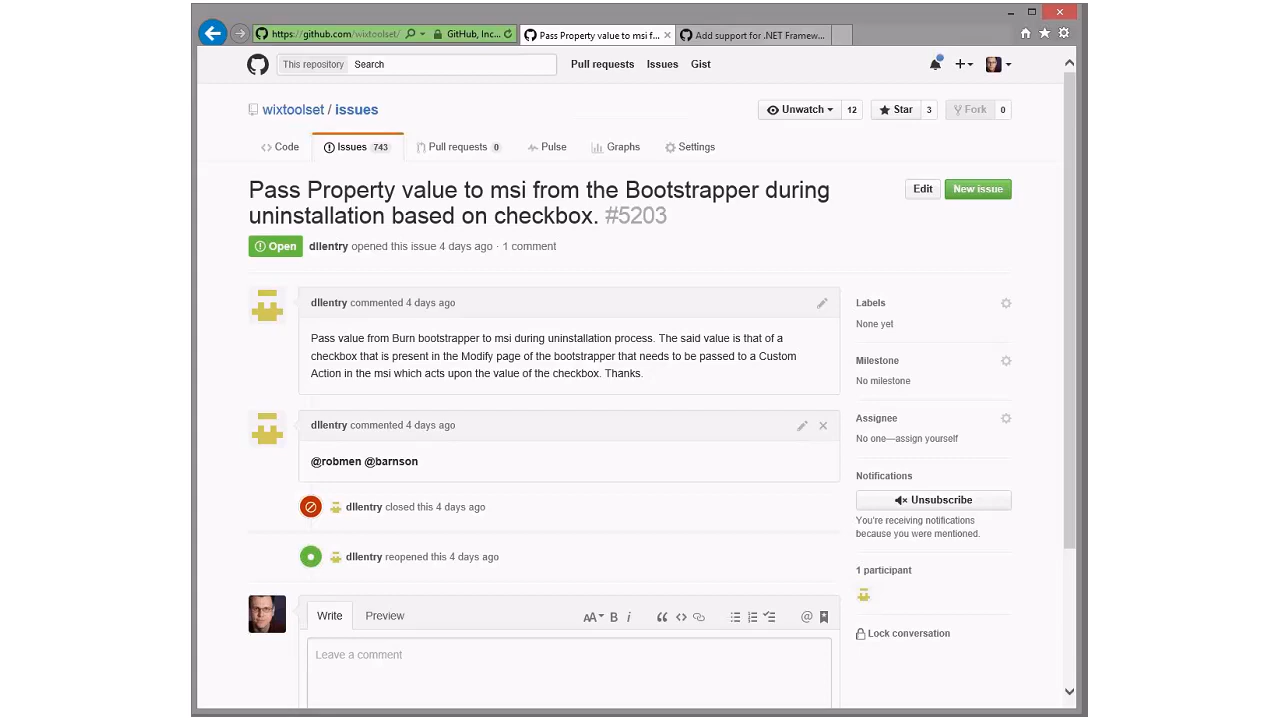 https://github.com/wixtoolset/ GitHub, Inc... Pass Property value to msi f... Add support for .NET Framew...
This repository Search Pull requests Issues Gist
wixtoolset / issues Unwatch 12 Star 3 Fork 0
Code Issues 743 Pull requests 0 Pulse Graphs Settings
Pass Property value to msi from the Bootstrapper during
uninstallation based on checkbox. #5203
Edit New issue
Open dllentry opened this issue 4 days ago · 1 comment
dllentry commented 4 days ago
Pass value from Burn bootstrapper to msi during uninstallation process. The said value is that of a
checkbox that is present in the Modify page of the bootstrapper that needs to be passed to a Custom
Action in the msi which acts upon the value of the checkbox. Thanks.
dllentry commented 4 days ago
@robmen @barnson
dllentry closed this 4 days ago
dllentry reopened this 4 days ago
Write Preview AA B i
Leave a comment
Labels
None yet
Milestone
No milestone
Assignee
No one—assign yourself
Notifications
Unsubscribe
You're receiving notifications
because you were mentioned.
1 participant
Lock conversation